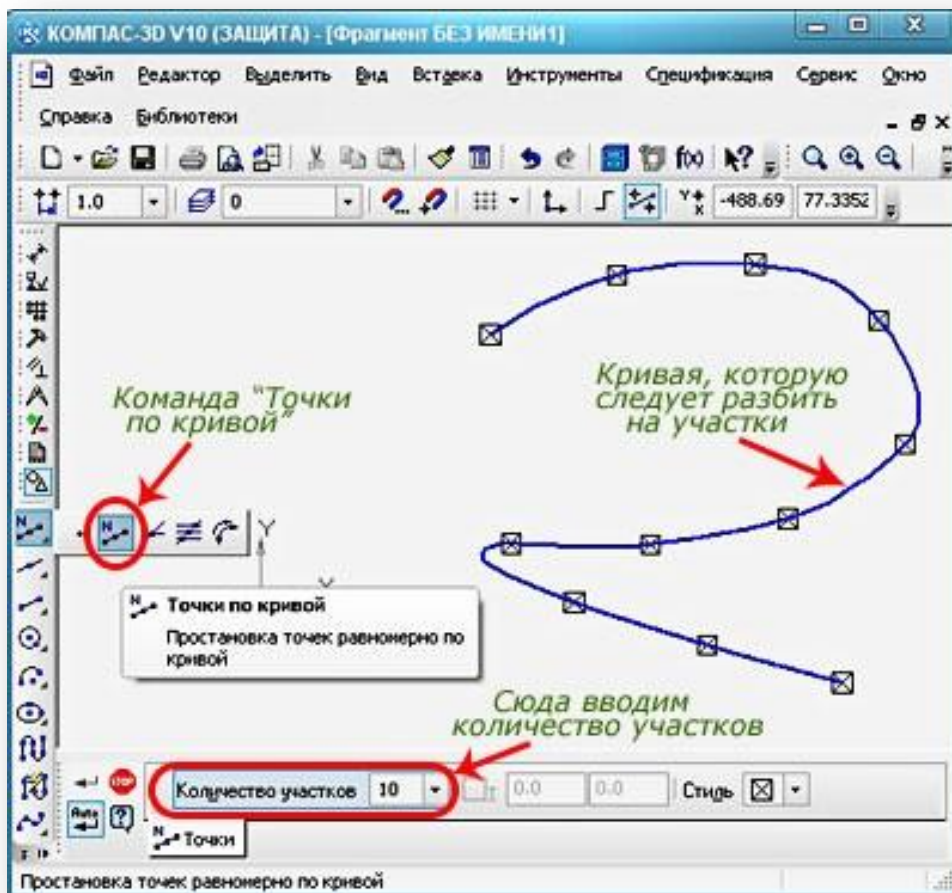 КОМПАС-3D V10 (ЗАЩИТА) - [Фрагмент БЕЗ ИМЕНИ1]
Файл Редактор Выделить Вид Вставка Инструменты Спецификация Сервис Окно
Справка Библиотеки
f(x)
1.0 0 -488.69 77.3352
Команда "Точки
по кривой"
Кривая, которую
следует разбить
на участки
N N Y
X
Точки по кривой
Простановка точек равномерно по
кривой
Сюда вводим
количество участков
STOP Количество участков 10 т 0.0 0.0 Стиль
Auto
Точки
Простановка точек равномерно по кривой